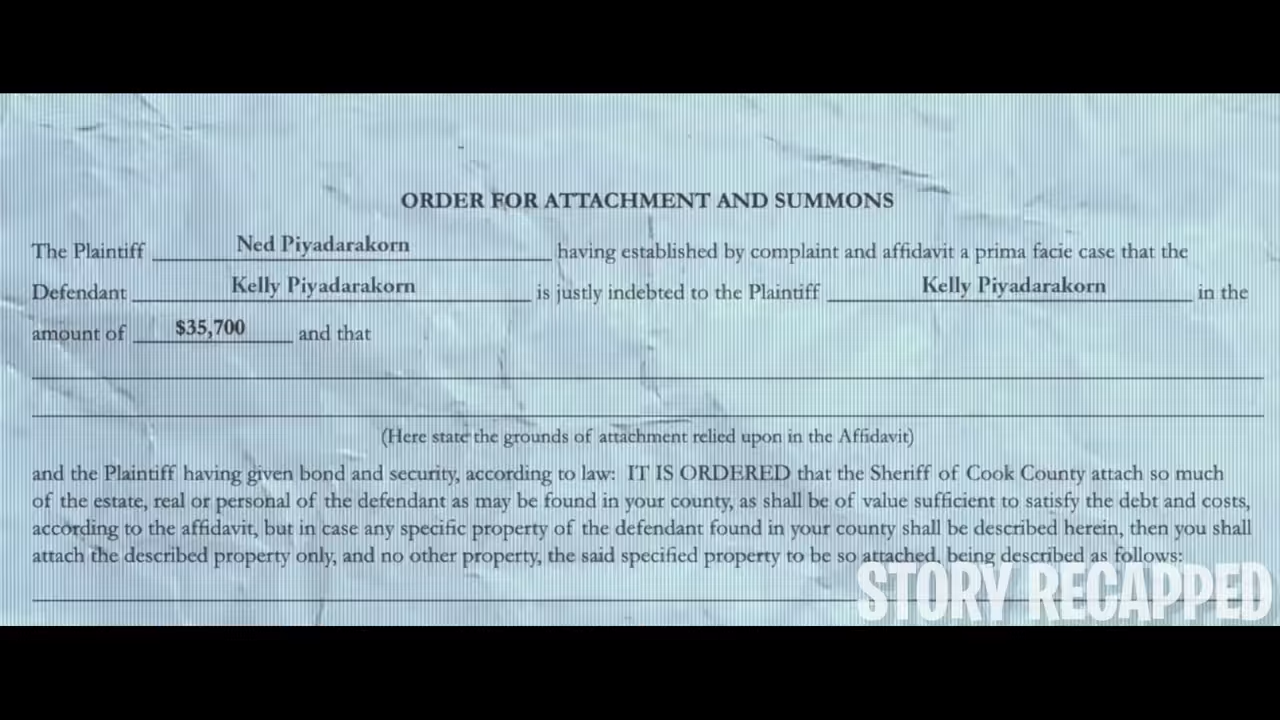 ORDER FOR ATTACHMENT AND SUMMONS
The Plaintiff Ned Piyadarakorn having established by complaint and affidavit a prima facie case that the
Defendant Kelly Piyadarakorn is justly indebted to the Plaintiff Kelly Piyadarakorn in the
amount of $35,700 and that
(Here state the grounds of attachment relied upon in the Affidavit)
and the Plaintiff having given bond and security, according to law: IT IS ORDERED that the Sheriff of Cook County attach so much
of the estate, real or personal of the defendant as may be found in your county, as shall be of value sufficient to satisfy the debt and costs,
according to the affidavit, but in case any specific property of the defendant found in your county shall be described herein, then you shall
attach the described property only, and no other property, the said specified property to be so attached, being described as follows:
STORY RECAPPED